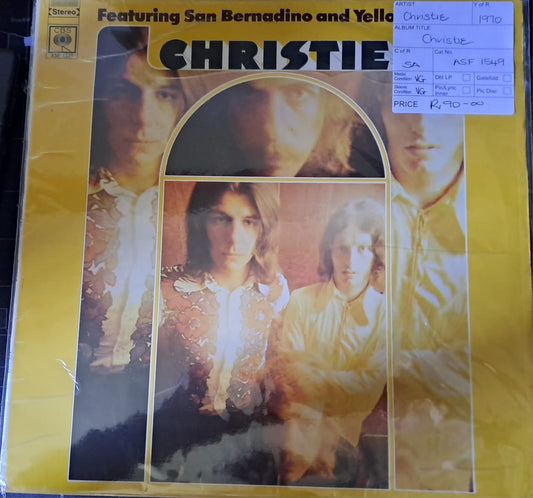 Stereo
CBS
Featuring San Bernadino and Yello
CHRISTIE
ARTIST
Christie
Y of R
1970
ALBUM TITLE
Christie
C of R
SA
Cat No.
ASF 1549
Media Condition VG
Dbl LP
Gatefold
Sleeve Condition VG
Pic/Lyric Inner
Pic Disc
PRICE R90-00